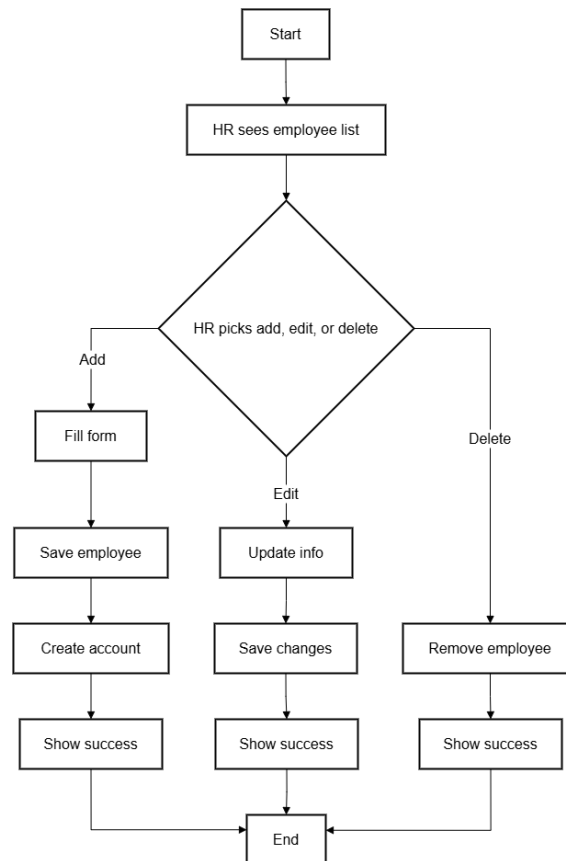 Start
HR sees employee list
HR picks add, edit, or delete
Add
Fill form
Delete
Edit
Save employee
Update info
Create account
Save changes
Remove employee
Show success
Show success
Show success
End